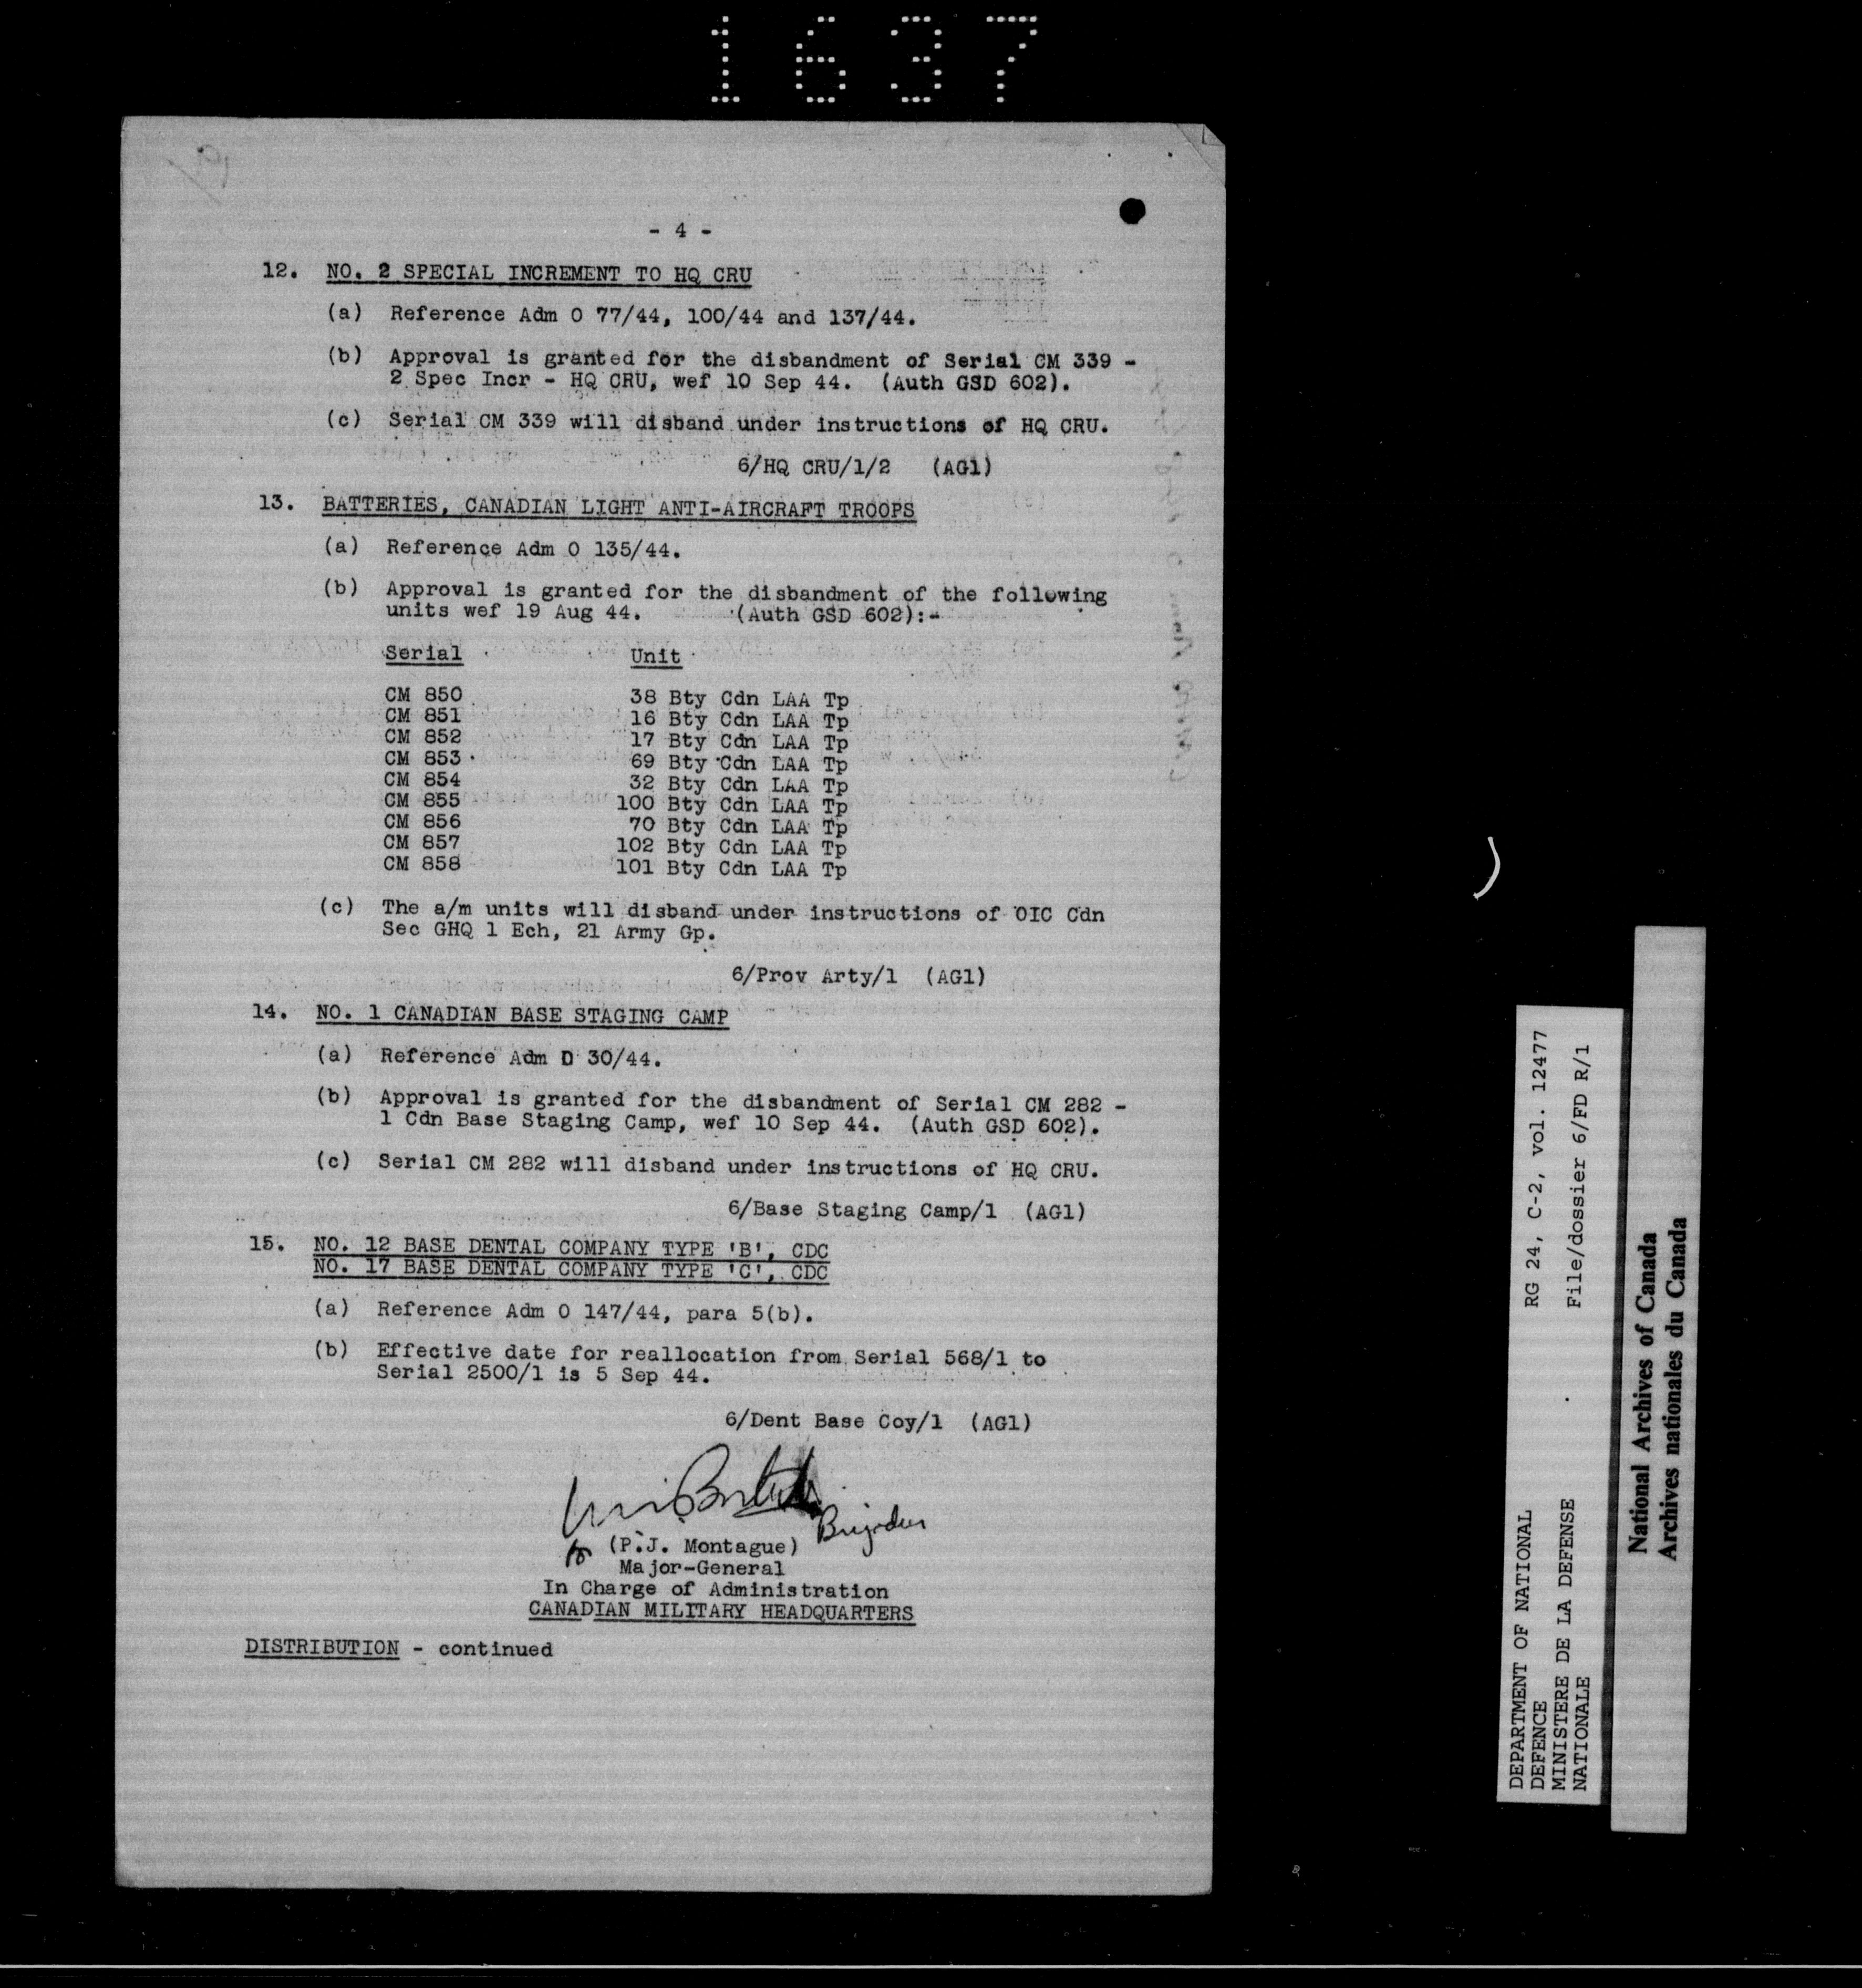 1637
- 4 -
12. NO. 2 SPECIAL INCREMENT TO HQ CRU
(a) Reference Adm O 77/44, 100/44 and 137/44.
(b) Approval is granted for the disbandment of Serial CM 339 -
2 Spec Incr - HQ CRU, wef 10 Sep 44. (Auth GSD 602).
(c) Serial CM 339 will disband under instructions of HQ CRU.
6/HQ CRU/1/2 (AG1)
13. BATTERIES, CANADIAN LIGHT ANTI-AIRCRAFT TROOPS
(a) Reference Adm O 135/44.
(b) Approval is granted for the disbandment of the following
units wef 19 Aug 44. (Auth GSD 602):-
Serial Unit
CM 850 38 Bty Cdn LAA Tp
CM 851 16 Bty Cdn LAA Tp
CM 852 17 Bty Cdn LAA Tp
CM 853 69 Bty Cdn LAA Tp
CM 854 32 Bty Cdn LAA Tp
CM 855 100 Bty Cdn LAA Tp
CM 856 70 Bty Cdn LAA Tp
CM 857 102 Bty Cdn LAA Tp
CM 858 101 Bty Cdn LAA Tp
(c) The a/m units will disband under instructions of OIC Cdn
Sec GHQ 1 Ech, 21 Army Gp.
6/Prov Arty/1 (AG1)
14. NO. 1 CANADIAN BASE STAGING CAMP
(a) Reference Adm O 30/44.
(b) Approval is granted for the disbandment of Serial CM 282 -
1 Cdn Base Staging Camp, wef 10 Sep 44. (Auth GSD 602).
(c) Serial CM 282 will disband under instructions of HQ CRU.
6/Base Staging Camp/1 (AG1)
15. NO. 12 BASE DENTAL COMPANY TYPE 'B', CDC
NO. 17 BASE DENTAL COMPANY TYPE 'C', CDC
(a) Reference Adm O 147/44, para 5(b).
(b) Effective date for reallocation from Serial 568/1 to
Serial 2500/1 is 5 Sep 44.
6/Dent Base Coy/1 (AG1)
Brigadier
(P.J. Montague)
Major-General
In Charge of Administration
CANADIAN MILITARY HEADQUARTERS
DISTRIBUTION - continued
DEPARTMENT OF NATIONAL RG 24, C-2, vol. 12477
DEFENCE
MINISTERE DE LA DEFENSE File/dossier 6/FD R/1
NATIONALE
National Archives of Canada
Archives nationales du Canada